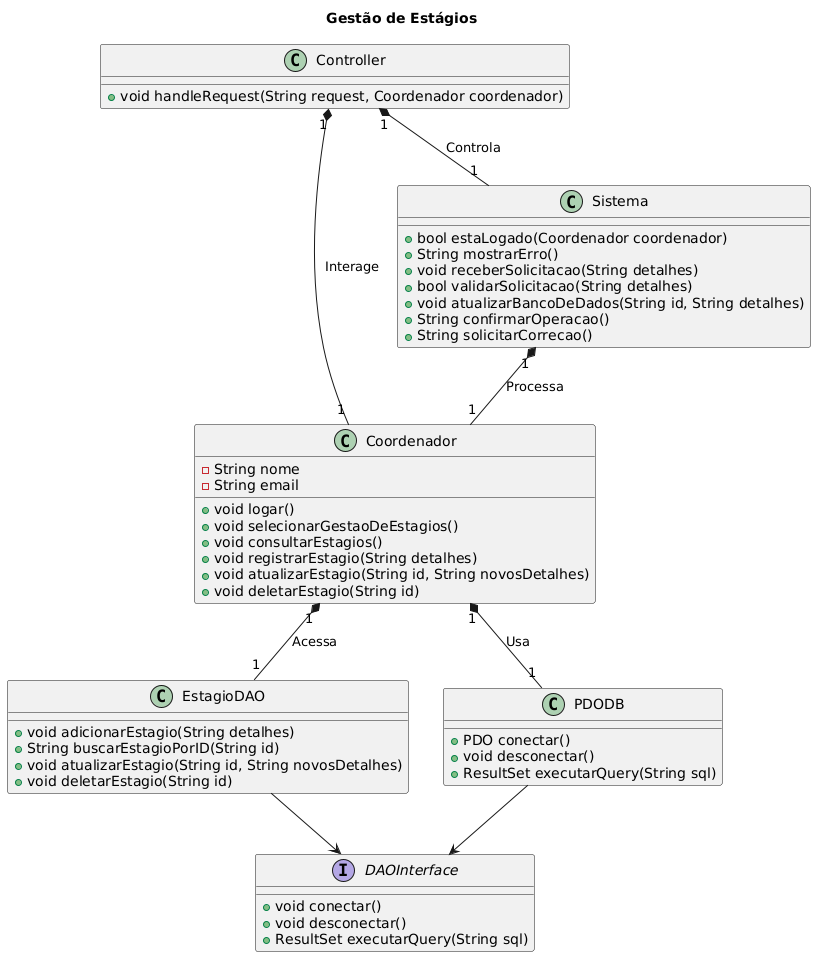 Gestão de Estágios
C Controller
void handleRequest(String request, Coordenador coordenador)
1
1
Controla
1
C Sistema
bool estaLogado(Coordenador coordenador)
String mostrarErro()
void receberSolicitacao(String detalhes)
bool validarSolicitacao(String detalhes)
void atualizarBancoDeDados(String id, String detalhes)
String confirmarOperacao()
String solicitarCorrecao()
Interage
1
Processa
1
1
C Coordenador
String nome
String email
void logar()
void selecionarGestaoDeEstagios()
void consultarEstagios()
void registrarEstagio(String detalhes)
void atualizarEstagio(String id, String novosDetalhes)
void deletarEstagio(String id)
1
1
Acessa
Usa
1
1
C EstagioDAO
void adicionarEstagio(String detalhes)
String buscarEstagioPorID(String id)
void atualizarEstagio(String id, String novosDetalhes)
void deletarEstagio(String id)
C PDODB
PDO conectar()
void desconectar()
ResultSet executarQuery(String sql)
I DAOInterface
void conectar()
void desconectar()
ResultSet executarQuery(String sql)